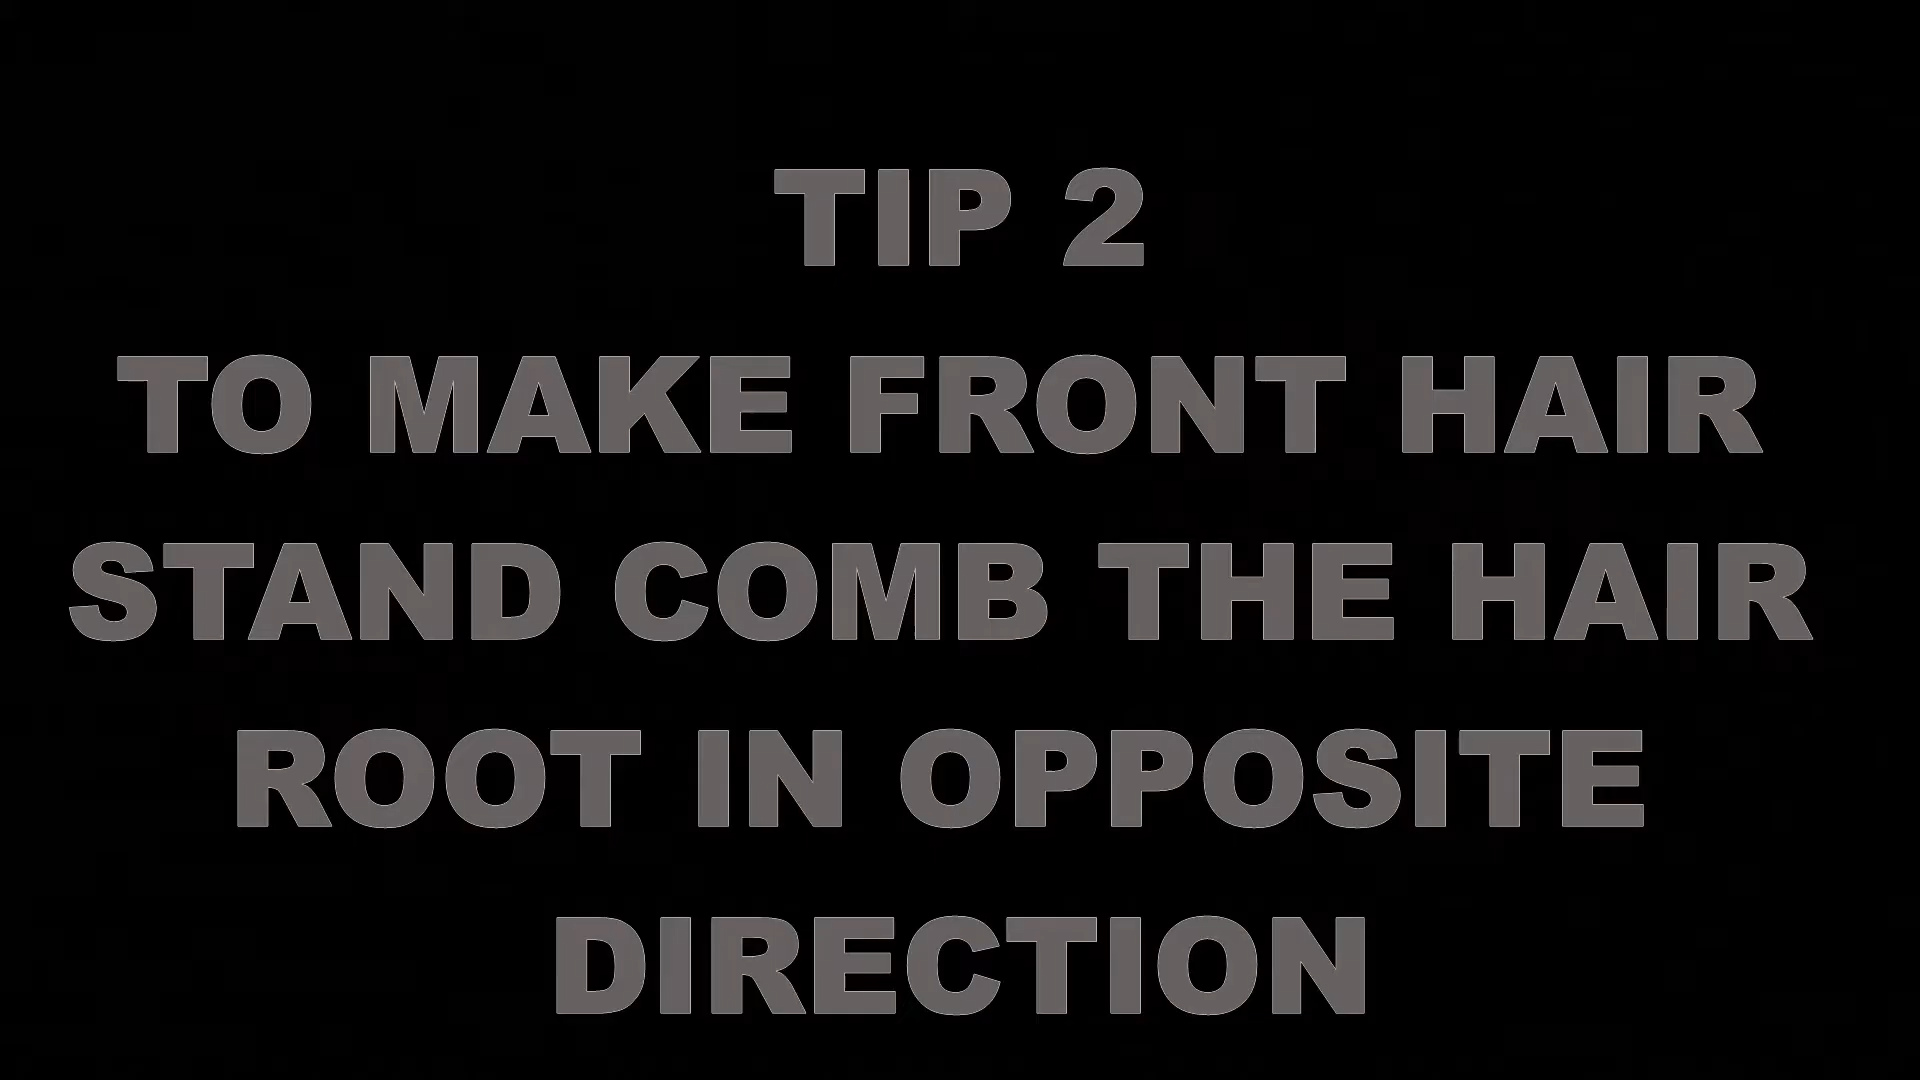 TIP 2
TO MAKE FRONT HAIR
STAND COMB THE HAIR
ROOT IN OPPOSITE
DIRECTION